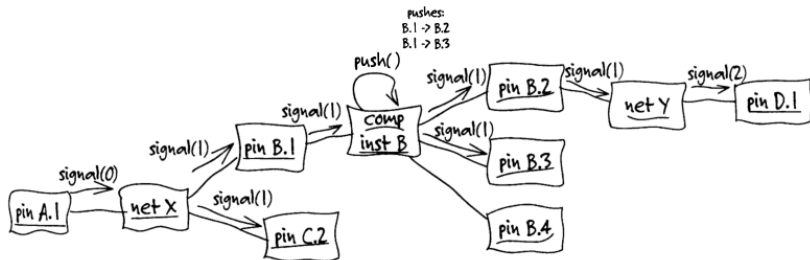 pushes:
B.1 -> B.2
B.1 -> B.3
push()
signal(1)
pin B.2
signal(1)
net Y
signal(2)
pin D.1
signal(1)
comp
inst B
signal(1)
pin B.3
signal(1)
pin B.1
signal(0)
pin A.1
net X
signal(1)
pin C.2
pin B.4